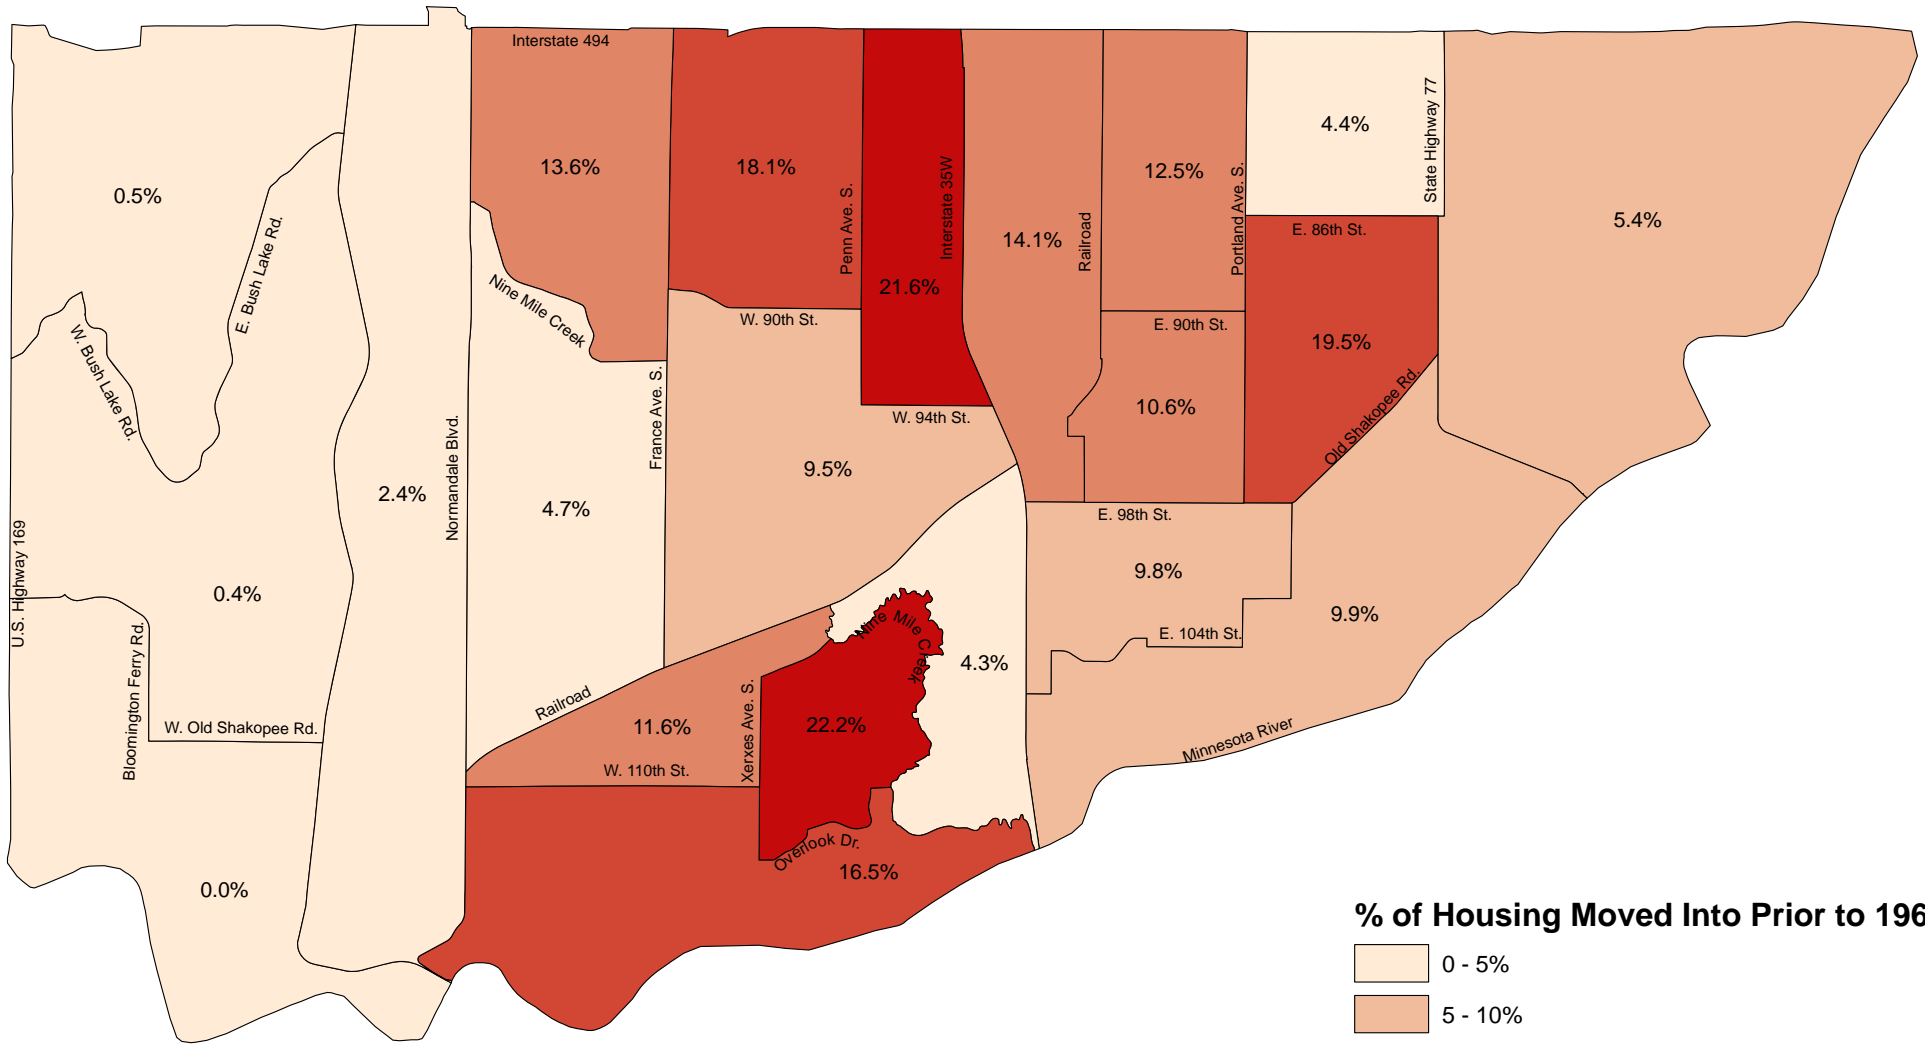 Interstate 494
0.5%
13.6%
18.1%
Penn Ave. S.
Interstate 35W
21.6%
14.1%
Railroad
12.5%
Portland Ave. S.
4.4%
State Highway 77
E. 86th St.
5.4%
E. Bush Lake Rd.
W. Bush Lake Rd.
Nine Mile Creek
W. 90th St.
E. 90th St.
19.5%
Old Shakopee Rd.
France Ave. S.
W. 94th St.
10.6%
9.5%
Normandale Blvd.
2.4%
4.7%
E. 98th St.
U.S. Highway 169
0.4%
9.8%
9.9%
E. 104th St.
Nine Mile Creek
4.3%
Bloomington Ferry Rd.
W. Old Shakopee Rd.
Railroad
11.6%
Xerxes Ave. S.
22.2%
Minnesota River
W. 110th St.
Overlook Dr.
16.5%
0.0%
% of Housing Moved Into Prior to 196
0 - 5%
5 - 10%